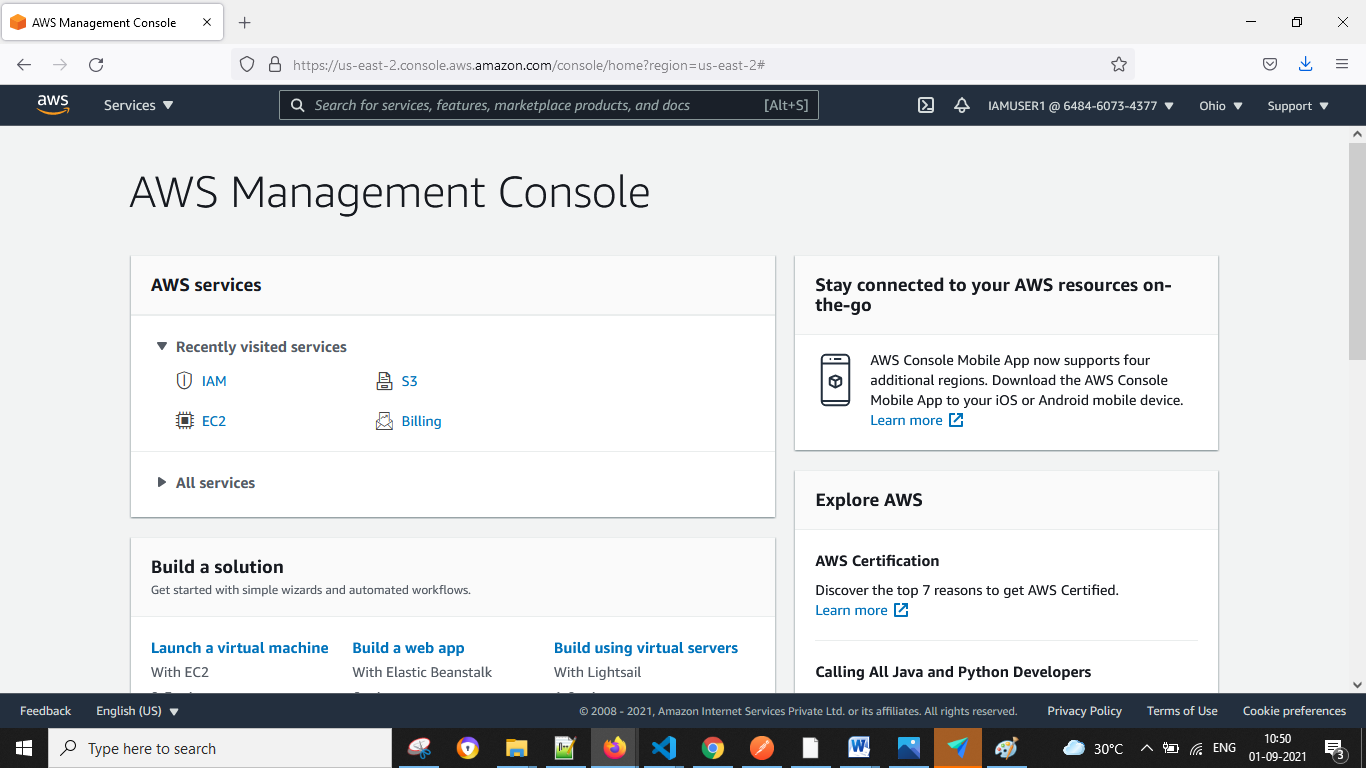 AWS Management Console
https://us-east-2.console.aws.amazon.com/console/home?region=us-east-2#
aws
Services
Search for services, features, marketplace products, and docs [Alt+S]
IAMUSER1 @ 6484-6073-4377
Ohio
Support
AWS Management Console
AWS services
Recently visited services
IAM
S3
EC2
Billing
All services
Build a solution
Get started with simple wizards and automated workflows.
Launch a virtual machine
With EC2
Build a web app
With Elastic Beanstalk
Build using virtual servers
With Lightsail
Stay connected to your AWS resources on-
the-go
AWS Console Mobile App now supports four
additional regions. Download the AWS Console
Mobile App to your iOS or Android mobile device.
Learn more
Explore AWS
AWS Certification
Discover the top 7 reasons to get AWS Certified.
Learn more
Calling All Java and Python Developers
Feedback
English (US)
© 2008 - 2021, Amazon Internet Services Private Ltd. or its affiliates. All rights reserved.
Privacy Policy
Terms of Use
Cookie preferences
Type here to search
30°C
ENG
10:50
01-09-2021
3